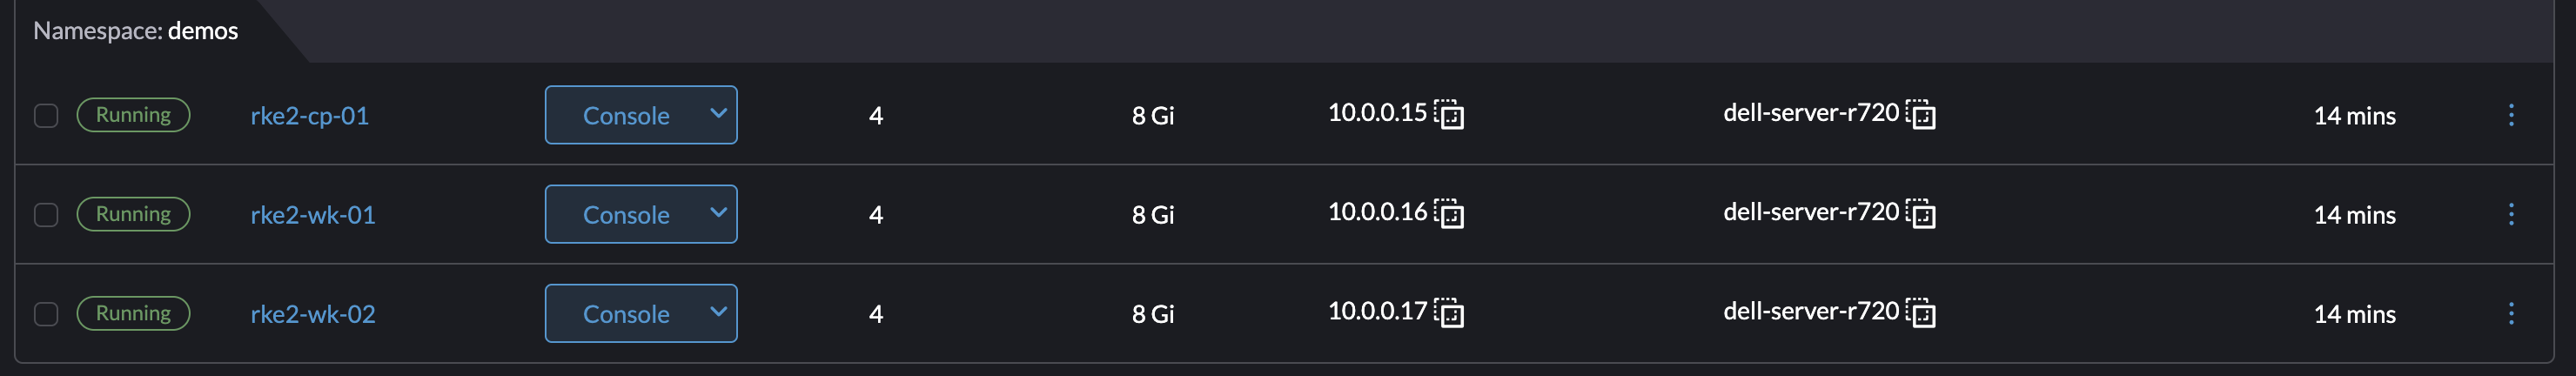 Namespace: demos
Running rke2-cp-01 Console 4 8 Gi 10.0.0.15 dell-server-r720 14 mins
Running rke2-wk-01 Console 4 8 Gi 10.0.0.16 dell-server-r720 14 mins
Running rke2-wk-02 Console 4 8 Gi 10.0.0.17 dell-server-r720 14 mins